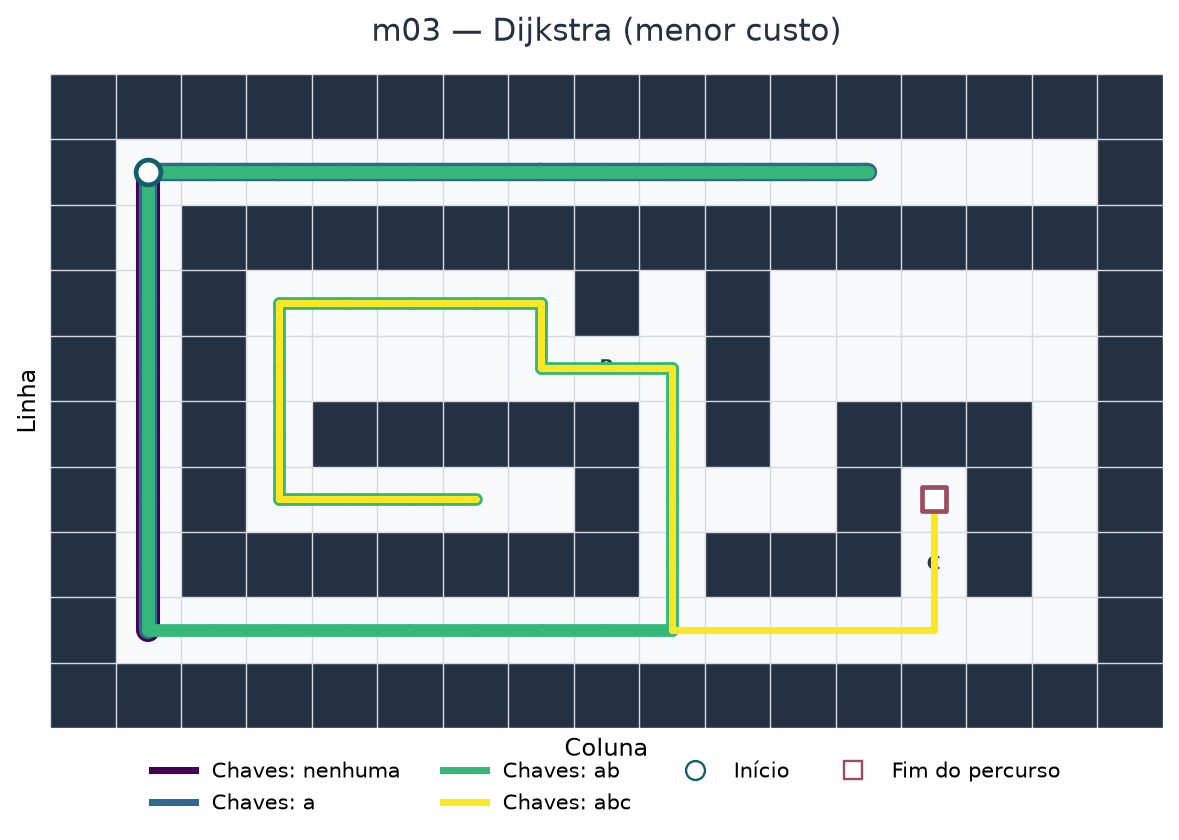 m03 — Dijkstra (menor custo)
Linha
C
Coluna
Chaves: nenhuma
Chaves: ab
Início
Fim do percurso
Chaves: a
Chaves: abc